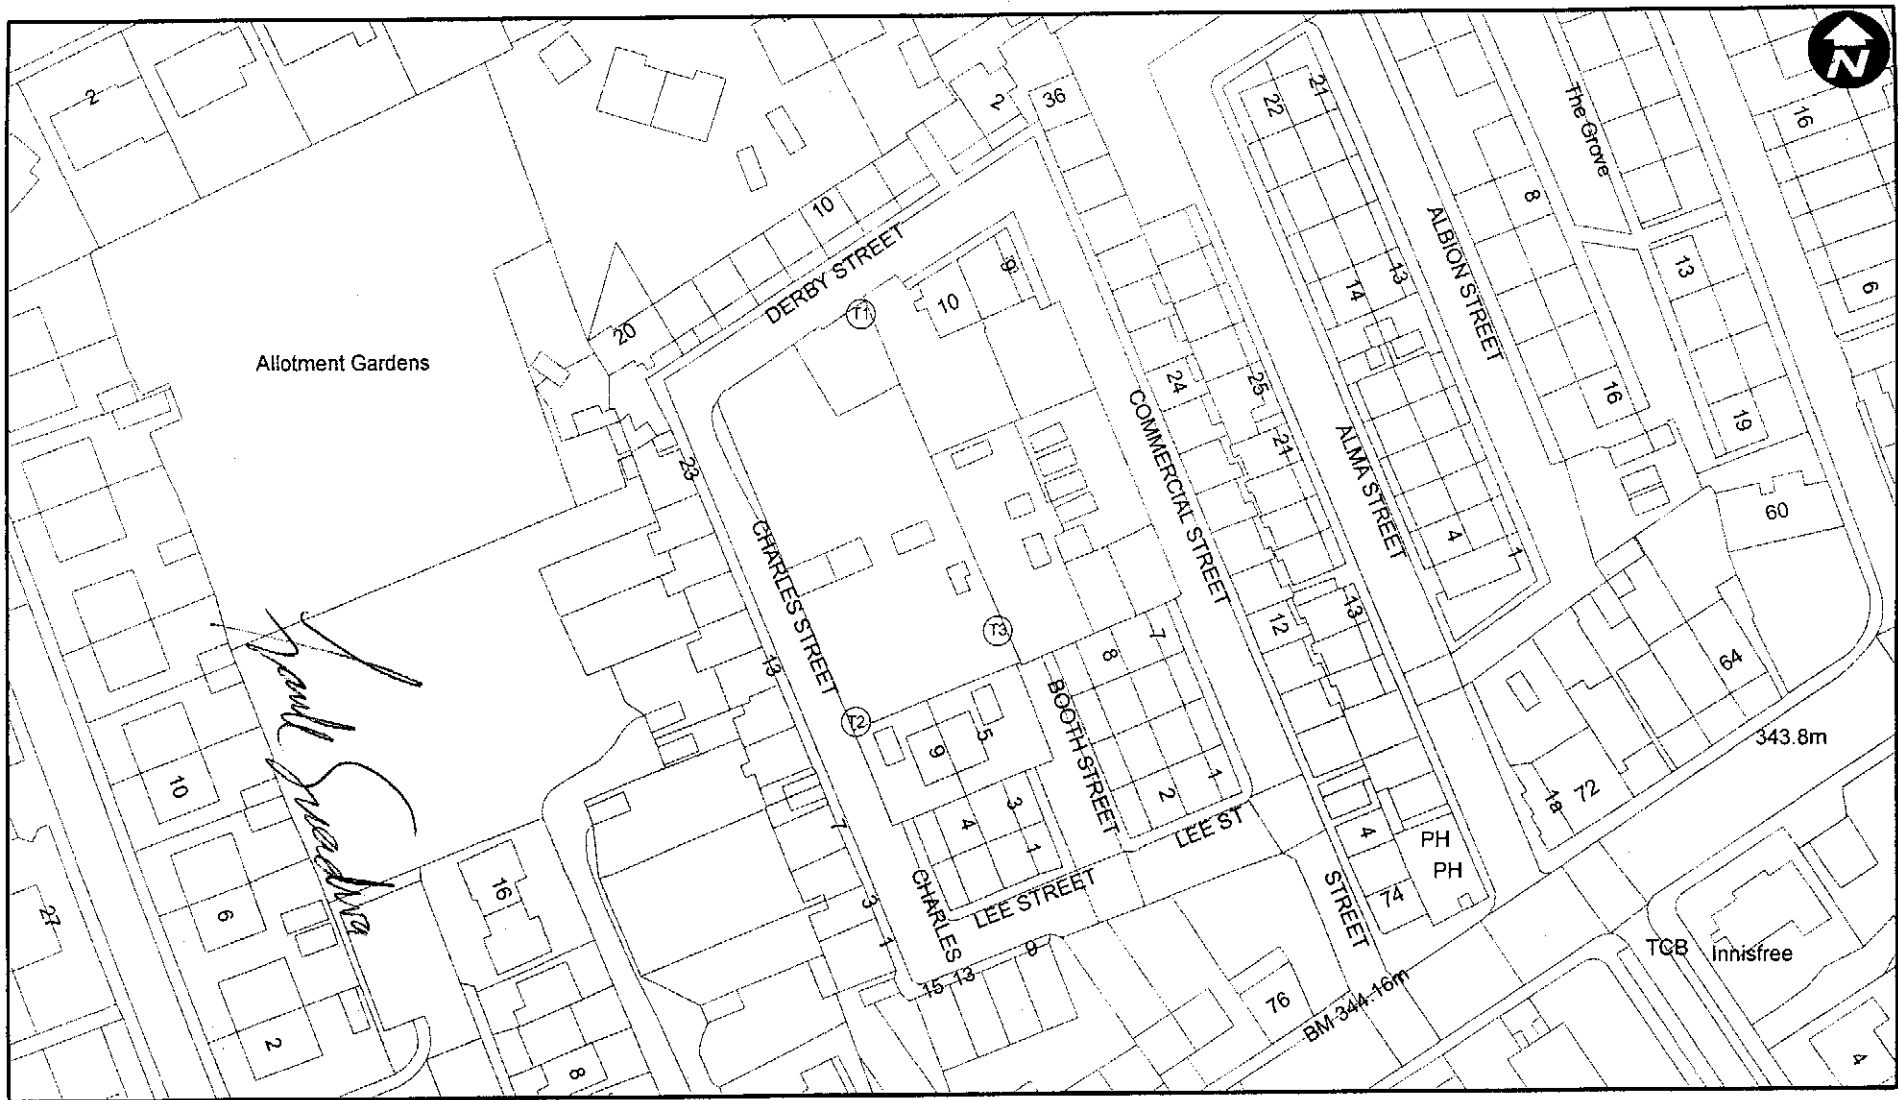 N
2
2
36
22
21
The Grove
16
10
8
ALBION STREET
DERBY STREET
9
10
14
13
13
6
T1
20
Allotment Gardens
24
25
COMMERCIAL STREET
16
19
23
21
ALMA STREET
4
1
60
CHARLES STREET
12
13
T3
7
8
13
64
BOOTH STREET
T2
5
343.8m
10
1
2
1a
72
3
4
1
7
LEE ST
4
PH
PH
STREET
74
16
LEE STREET
CHARLES
3
1
6
27
9
TCB
Innisfree
15
13
76
BM 344.16m
2
8
4